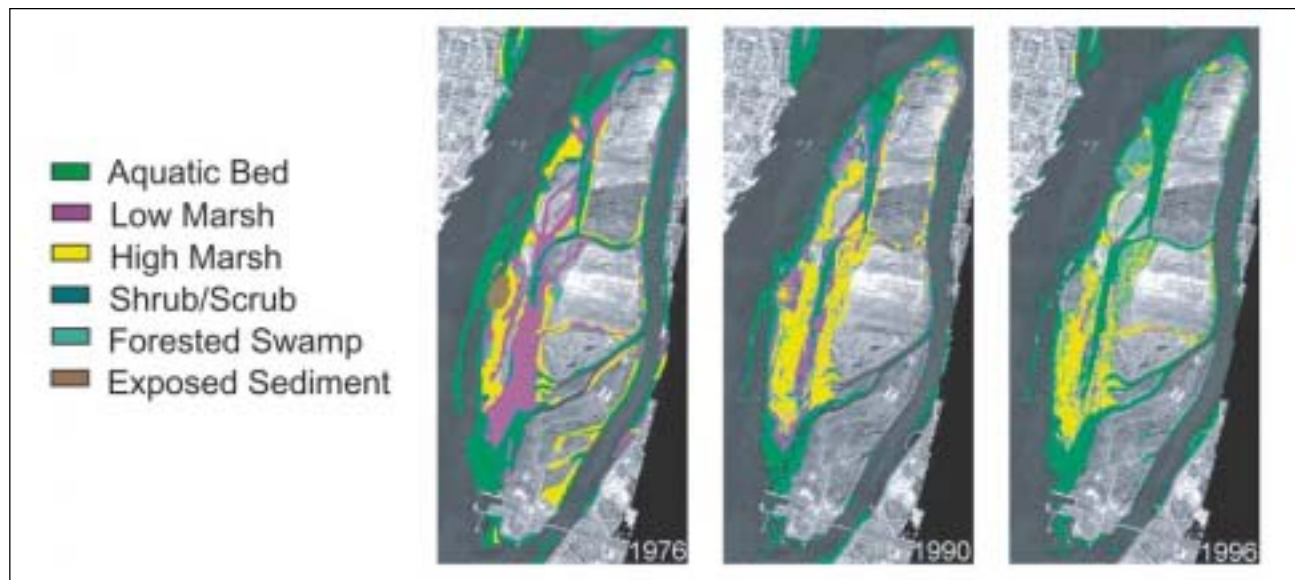 Aquatic Bed
Low Marsh
High Marsh
Shrub/Scrub
Forested Swamp
Exposed Sediment
1976
1990
1996